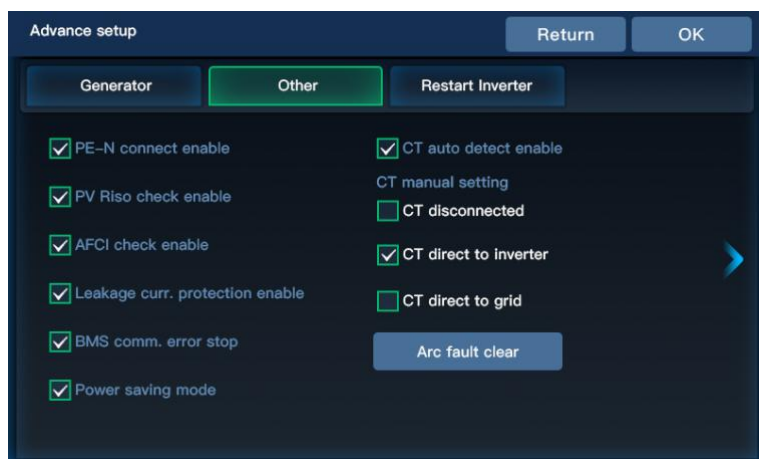 Advance setup
Return
OK
Generator
Other
Restart Inverter
PE-N connect enable
PV Riso check enable
AFCI check enable
Leakage curr. protection enable
BMS comm. error stop
Power saving mode
CT auto detect enable
CT manual setting
CT disconnected
CT direct to inverter
CT direct to grid
Arc fault clear